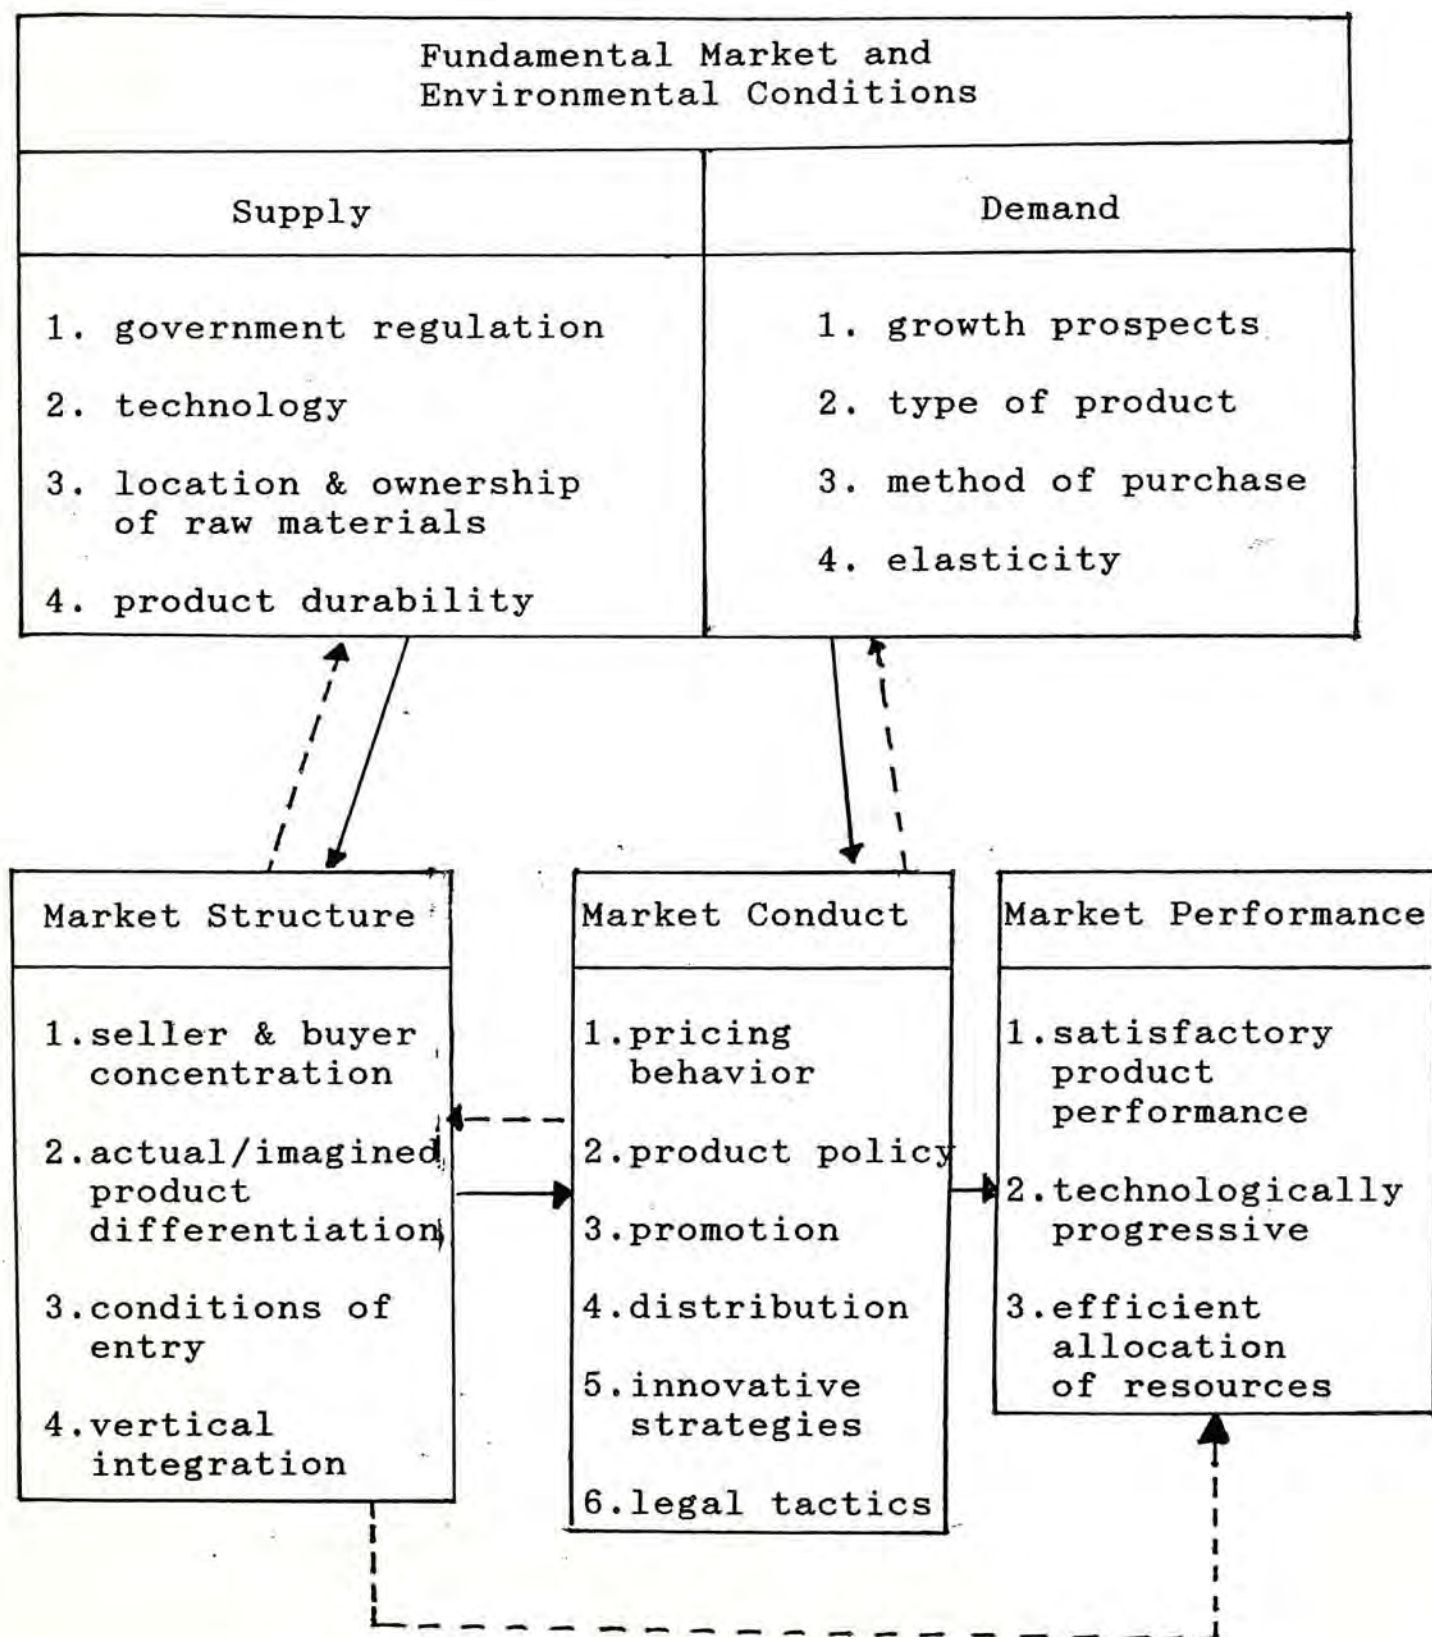 Fundamental Market and
Environmental Conditions
Supply
1. government regulation
2. technology
3. location & ownership
of raw materials
4. product durability
Demand
1. growth prospects
2. type of product
3. method of purchase
4. elasticity
Market Structure
1.seller & buyer
concentration
2.actual/imagined
product
differentiation
3.conditions of
entry
4.vertical
integration
Market Conduct
1.pricing
behavior
2.product policy
3.promotion
4.distribution
5.innovative
strategies
6.legal tactics
Market Performance
1.satisfactory
product
performance
2.technologically
progressive
3.efficient
allocation
of resources